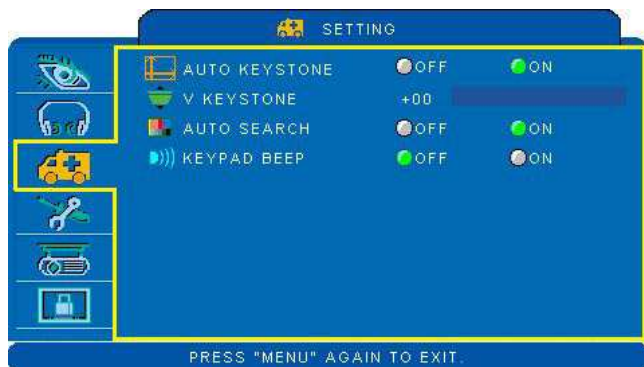 SETTING
AUTO KEYSTONE OFF ON
V KEYSTONE +00
AUTO SEARCH OFF ON
KEYPAD BEEP OFF ON
PRESS "MENU" AGAIN TO EXIT.